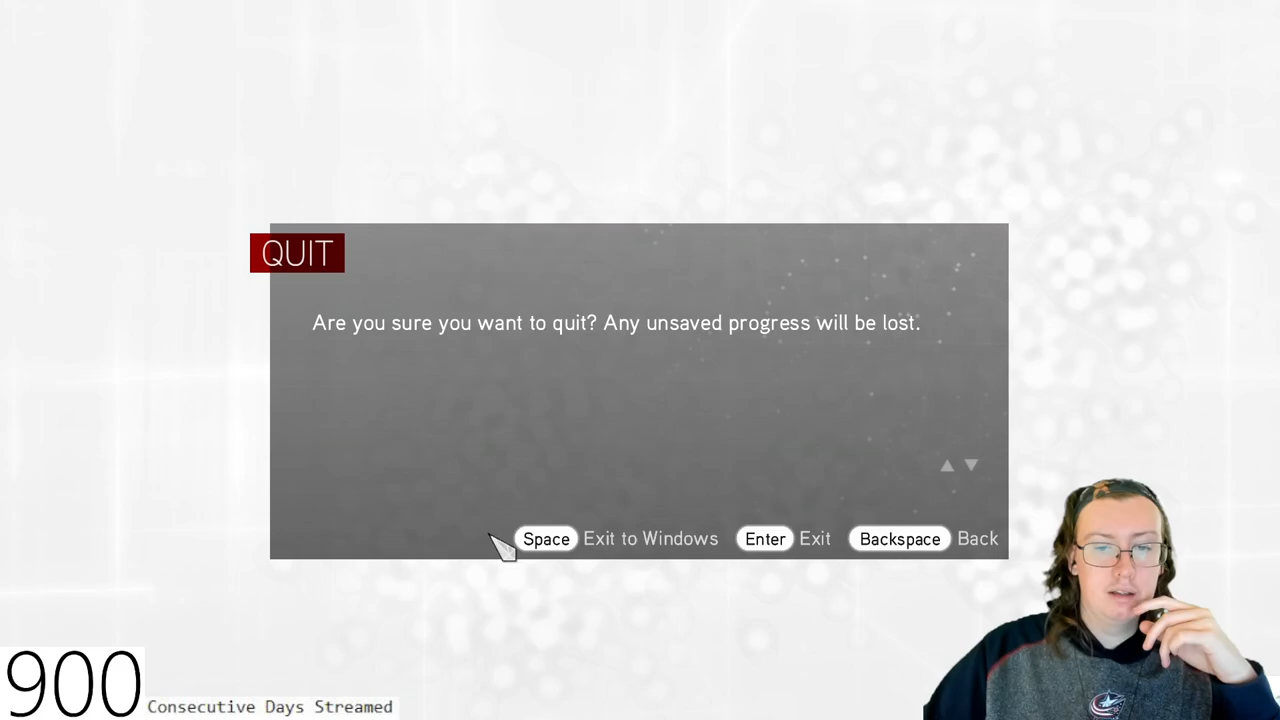 QUIT
Are you sure you want to quit? Any unsaved progress will be lost.
Space Exit to Windows Enter Exit Backspace Back
900 Consecutive Days Streamed